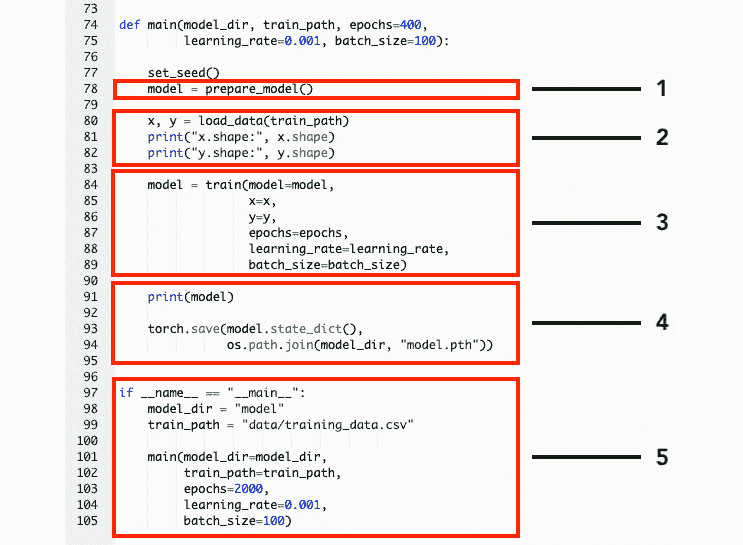 73
74 def main(model_dir, train_path, epochs=400,
75 learning_rate=0.001, batch_size=100):
76
77 set_seed()
78 model = prepare_model() 1
79
80 x, y = load_data(train_path)
81 print("x.shape:", x.shape) 2
82 print("y.shape:", y.shape)
83
84 model = train(model=model,
85 x=x,
86 y=y, 3
87 epochs=epochs,
88 learning_rate=learning_rate,
89 batch_size=batch_size)
90
91 print(model)
92
93 torch.save(model.state_dict(), 4
94 os.path.join(model_dir, "model.pth"))
95
96
97 if __name__ == "__main__":
98 model_dir = "model"
99 train_path = "data/training_data.csv"
100
101 main(model_dir=model_dir, 5
102 train_path=train_path,
103 epochs=2000,
104 learning_rate=0.001,
105 batch_size=100)